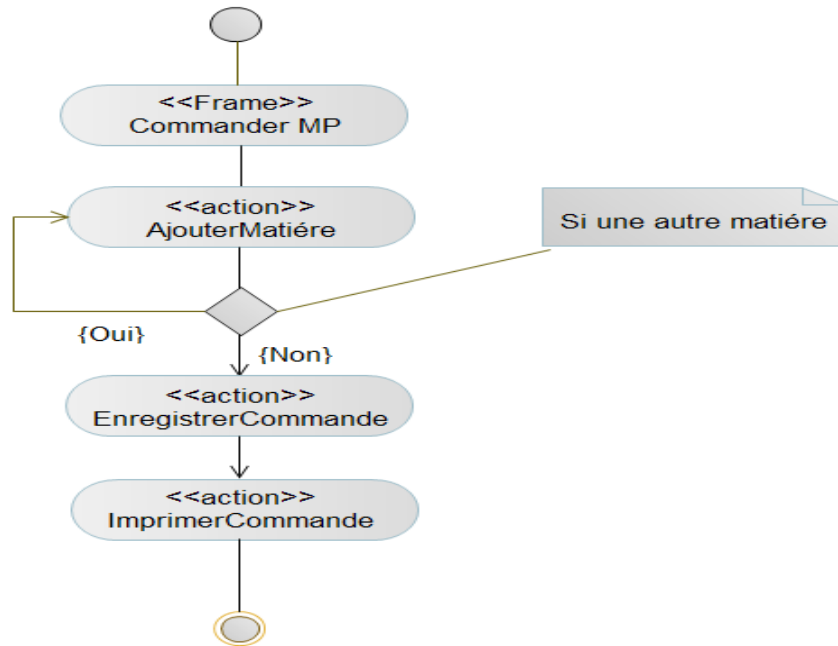 <<Frame>>
Commander MP
<<action>>
AjouterMatiére
Si une autre matiére
{Oui}
{Non}
<<action>>
EnregistrerCommande
<<action>>
ImprimerCommande